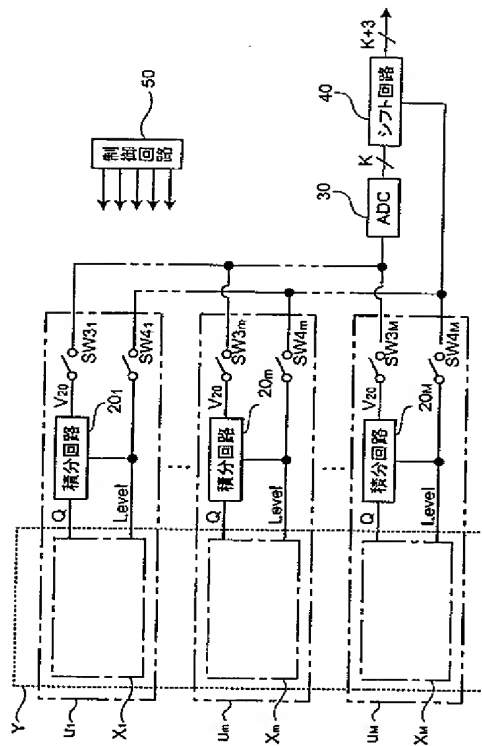 50
制御回路
K+3
40
シフト回路
K
30
ADC
SW31
SW41
V20
201
積分回路
Q
Level
SW3m
SW4m
V20
20m
積分回路
Q
Level
SW3M
SW4M
V20
20M
積分回路
Q
Level
Y
U1
X1
Um
Xm
UM
XM